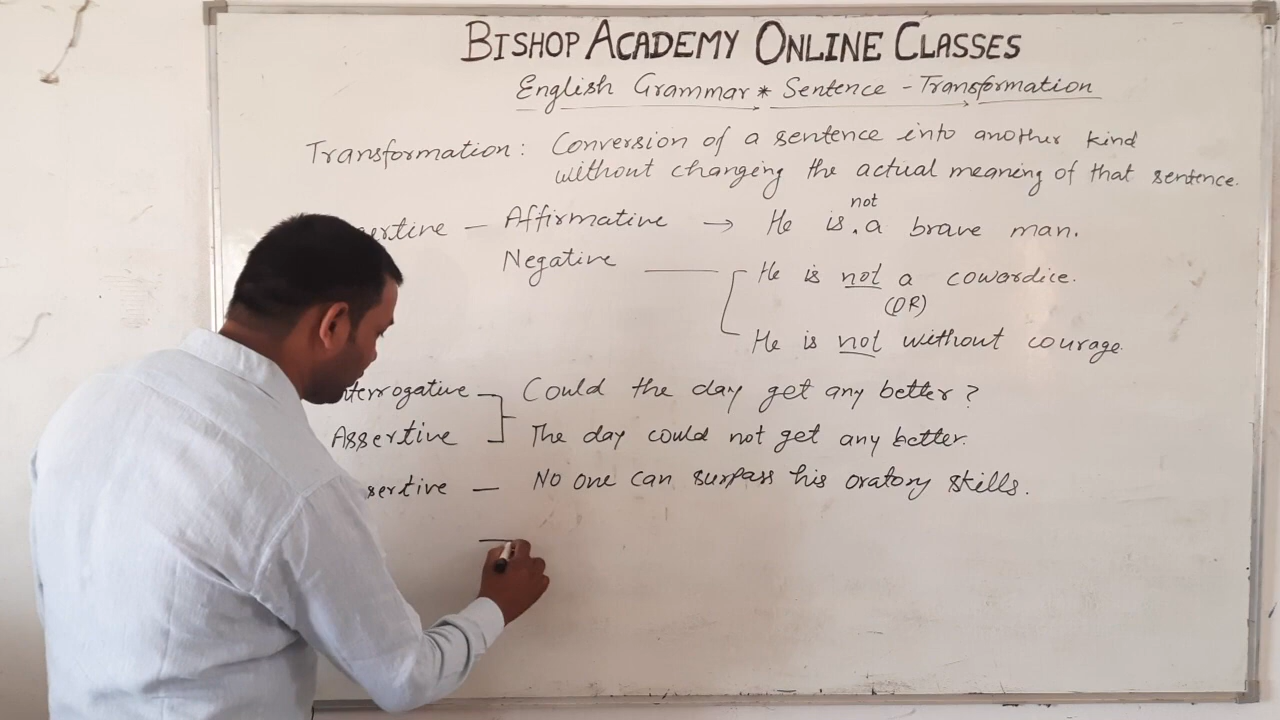 BISHOP ACADEMY ONLINE CLASSES
English Grammar * Sentence - Transformation
Transformation: Conversion of a sentence into another kind
without changing the actual meaning of that sentence.
not
ertive — Affirmative → He is . a brave man.
Negative — He is not a cowardice.
(OR)
He is not without courage.
nterrogative — Could the day get any better?
Assertive The day could not get any better.
sertive — No one can surpass his oratory skills.